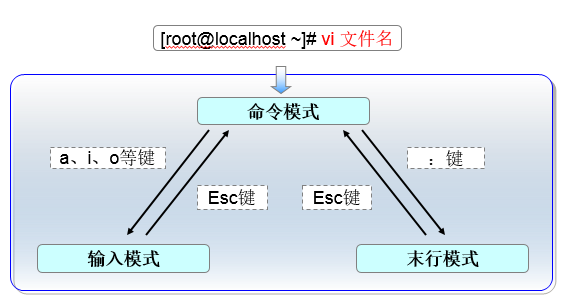 [root@localhost ~]# vi 文件名
命令模式
a、i、o等键
：键
Esc键
Esc键
输入模式
末行模式